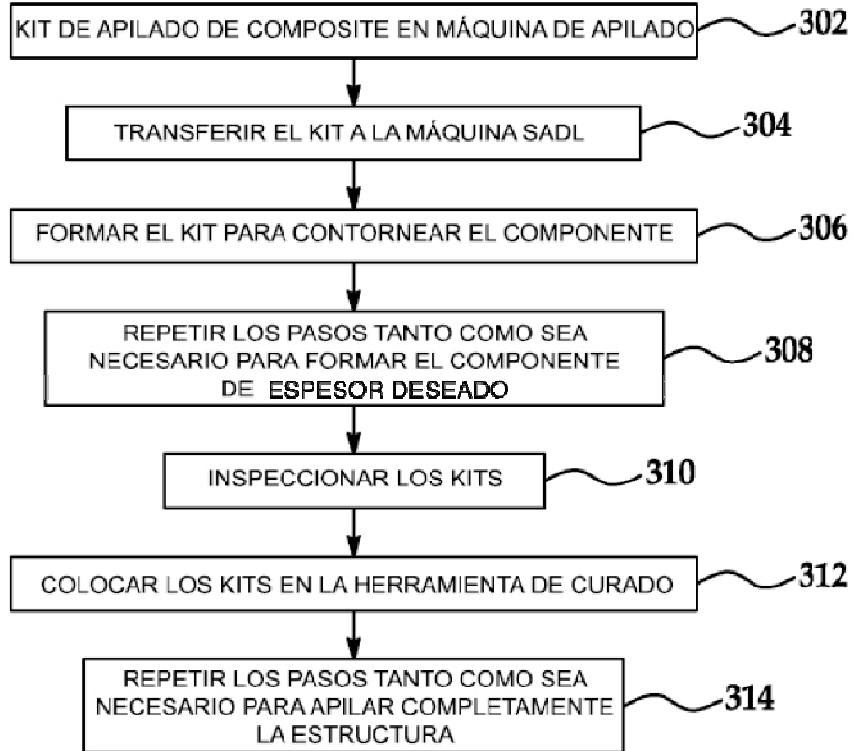 KIT DE APILADO DE COMPOSITE EN MÁQUINA DE APILADO
302
TRANSFERIR EL KIT A LA MÁQUINA SADL
304
FORMAR EL KIT PARA CONTORNEAR EL COMPONENTE
306
REPETIR LOS PASOS TANTO COMO SEA
NECESARIO PARA FORMAR EL COMPONENTE
DE ESPESOR DESEADO
308
INSPECCIONAR LOS KITS
310
COLOCAR LOS KITS EN LA HERRAMIENTA DE CURADO
312
REPETIR LOS PASOS TANTO COMO SEA
NECESARIO PARA APILAR COMPLETAMENTE
LA ESTRUCTURA
314